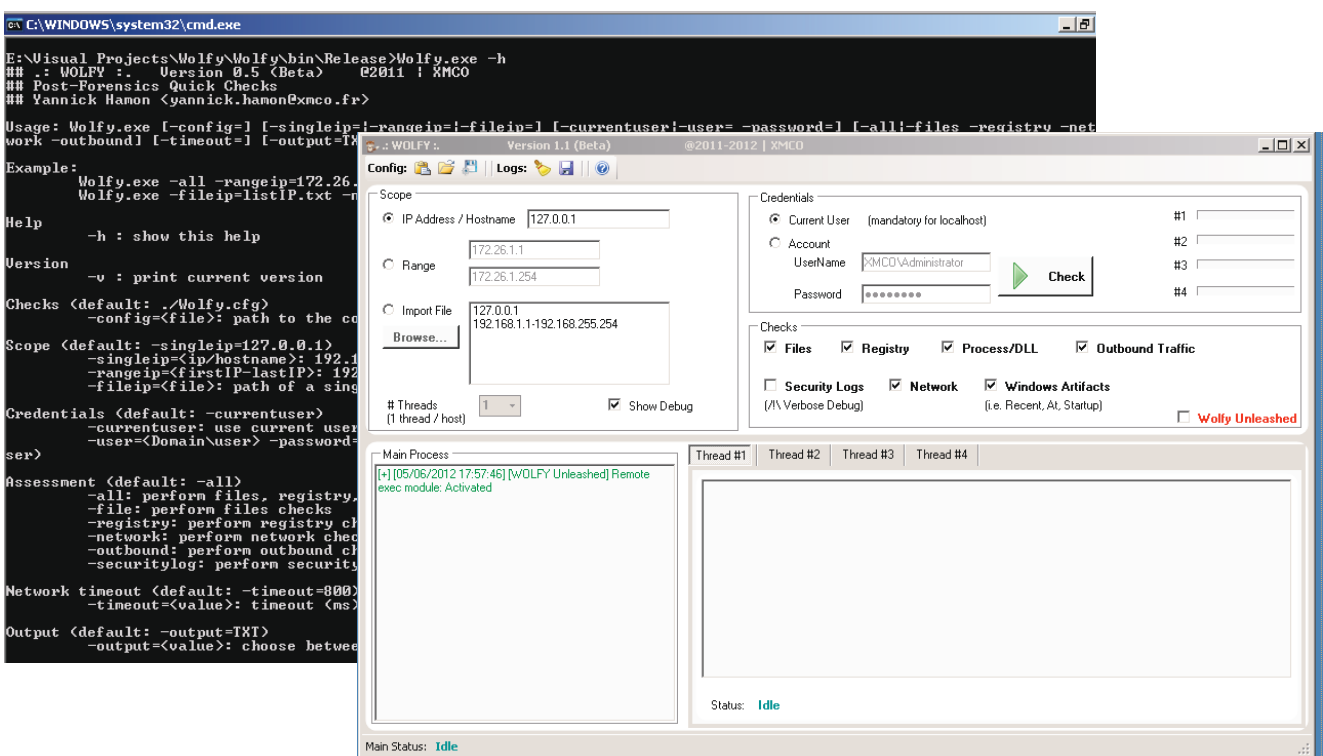 C:\WINDOWS\system32\cmd.exe
E:\Visual Projects\Wolfy\Wolfy\bin\Release>Wolfy.exe -h
## .: WOLFY :. Version 0.5 (Beta) @2011 ¦ XMCO
## Post-Forensics Quick Checks
## Yannick Hamon <yannick.hamon@xmco.fr>
Usage: Wolfy.exe [-config=] [-singleip=¦-rangeip=¦-fileip=] [-currentuser¦-user= -password=] [-all¦-files -registry -net
work -outbound] [-timeout=] [-output=TX
Example:
Wolfy.exe -all -rangeip=172.26.
Wolfy.exe -fileip=listIP.txt
Help
-h : show this help
Version
-v : print current version
Checks (default: ./Wolfy.cfg)
-config=<file>: path to the co
Scope (default: -singleip=127.0.0.1)
-singleip=<ip/hostname>: 192.1
-rangeip=<firstIP-lastIP>: 192
-fileip=<file>: path of a sing
Credentials (default: -currentuser)
-currentuser: use current user
-user=<Domain\user> -password=
ser)
Assessment (default: -all)
-all: perform files, registry,
-file: perform files checks
-registry: perform registry ch
-network: perform network chec
-outbound: perform outbound ch
-securitylog: perform security
Network timeout (default: -timeout=800)
-timeout=<value>: timeout (ms)
Output (default: -output=TXT)
-output=<value>: choose betwee
.: WOLFY :. Version 1.1 (Beta) @2011-2012 | XMCO
Config: Logs:
Scope
IP Address / Hostname 127.0.0.1
Range
172.26.1.1
172.26.1.254
Import File
Browse...
127.0.0.1
192.168.1.1-192.168.255.254
# Threads
(1 thread / host)
1
Show Debug
Credentials
Current User (mandatory for localhost)
Account
UserName XMCO\Administrator
Password ●●●●●●●●
Check
#1
#2
#3
#4
Checks
Files Registry Process/DLL Outbound Traffic
Security Logs Network Windows Artifacts
(/!\ Verbose Debug) (i.e. Recent, At, Startup)
Wolfy Unleashed
Main Process
[+] [05/06/2012 17:57:46] [WOLFY Unleashed] Remote
exec module: Activated
Thread #1 Thread #2 Thread #3 Thread #4
Status: Idle
Main Status: Idle